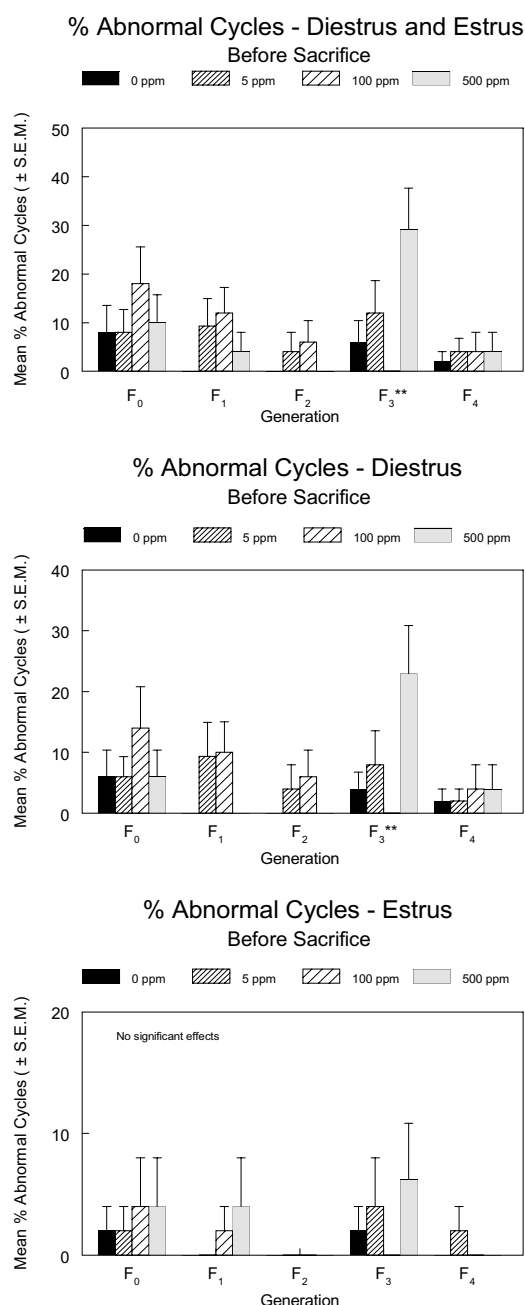 % Abnormal Cycles - Diestrus and Estrus
Before Sacrifice
0 ppm 5 ppm 100 ppm 500 ppm
Mean % Abnormal Cycles ( ± S.E.M.)
50
40
30
20
10
0
F0 F1 F2 F3** F4
Generation
% Abnormal Cycles - Diestrus
Before Sacrifice
0 ppm 5 ppm 100 ppm 500 ppm
Mean % Abnormal Cycles ( ± S.E.M.)
40
30
20
10
0
F0 F1 F2 F3** F4
Generation
% Abnormal Cycles - Estrus
Before Sacrifice
0 ppm 5 ppm 100 ppm 500 ppm
Mean % Abnormal Cycles ( ± S.E.M.)
20
No significant effects
10
0
F0 F1 F2 F3 F4
Generation